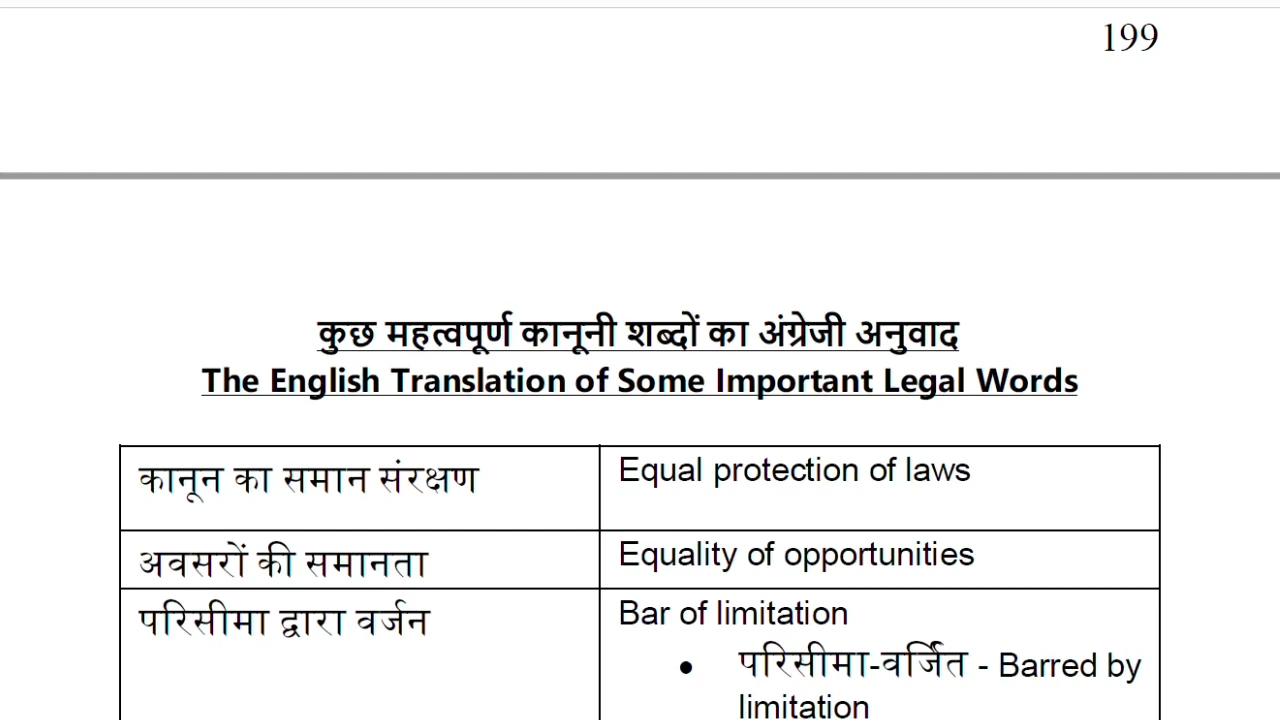 199
कुछ महत्वपूर्ण कानूनी शब्दों का अंग्रेजी अनुवाद
The English Translation of Some Important Legal Words
कानून का समान संरक्षण
Equal protection of laws
अवसरों की समानता
Equality of opportunities
परिसीमा द्वारा वर्जन
Bar of limitation
• परिसीमा-वर्जित - Barred by
limitation